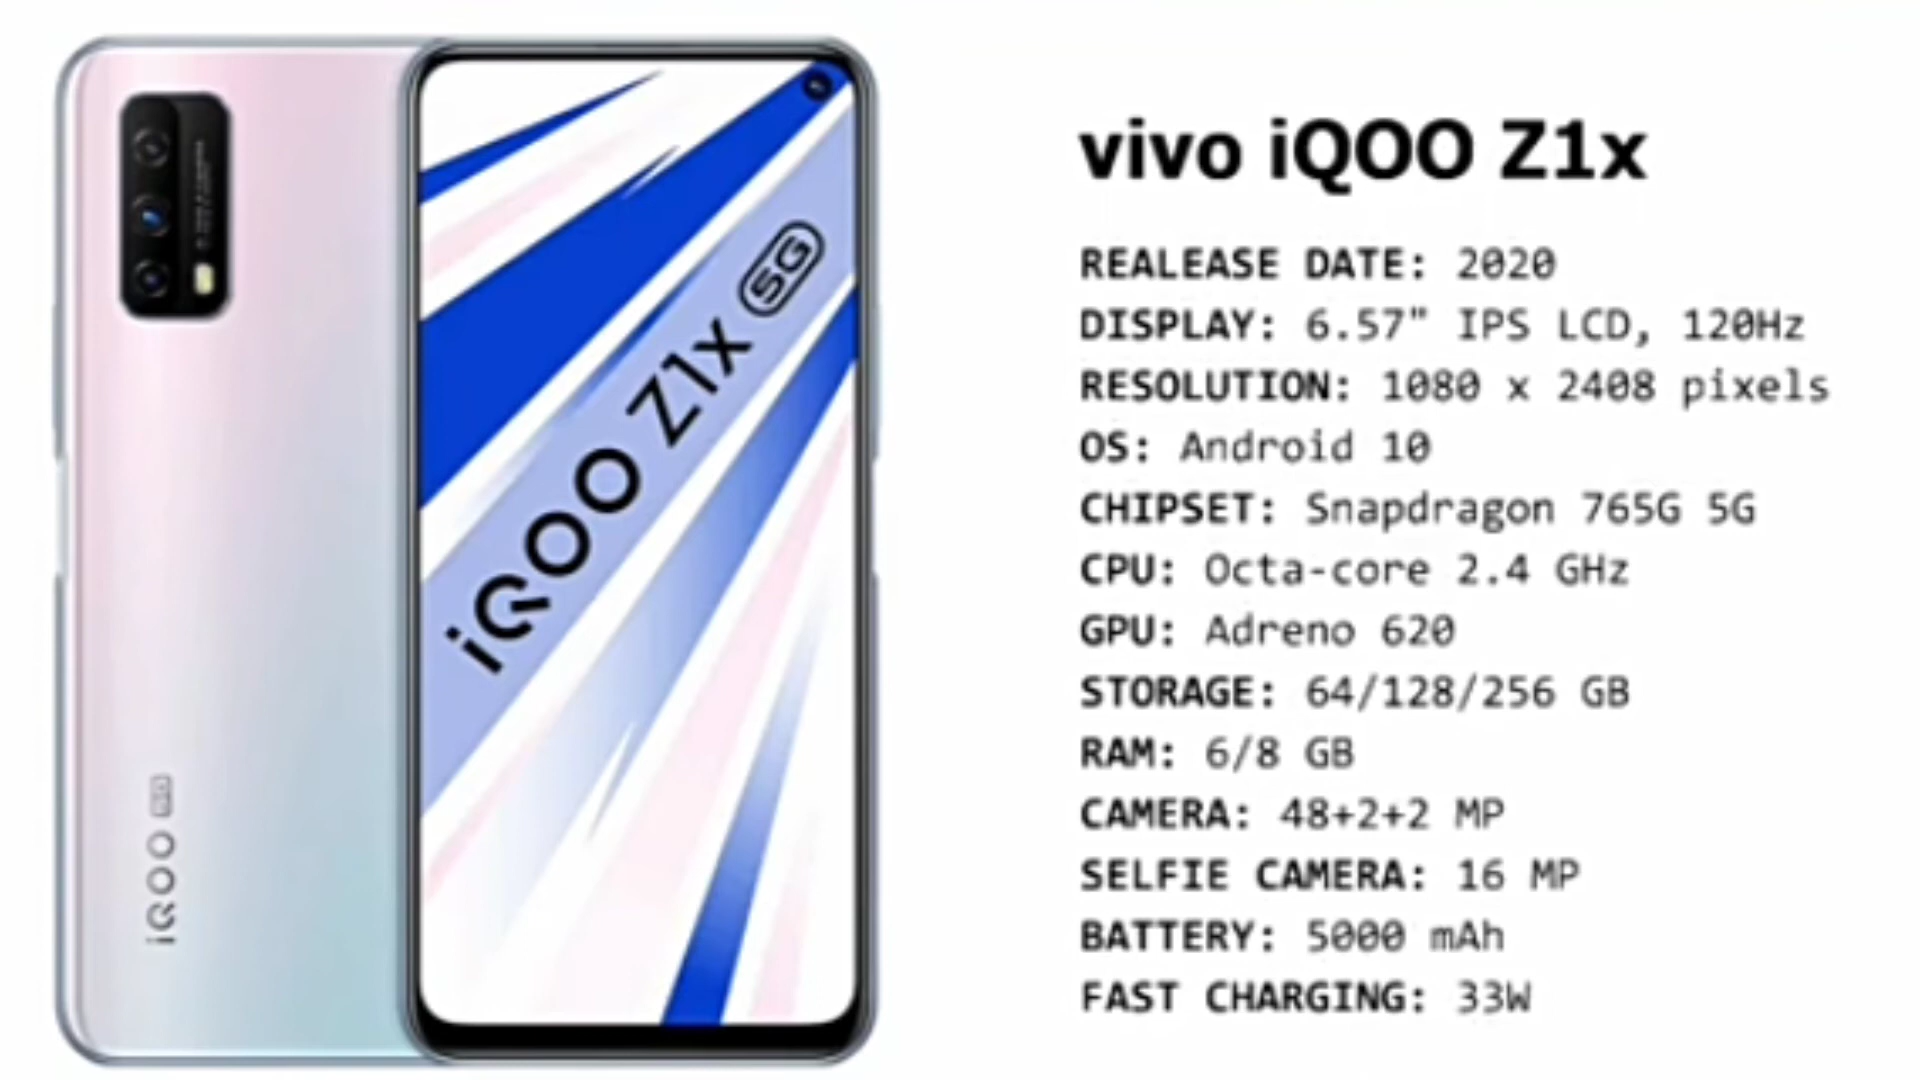 vivo iQOO Z1x
REALEASE DATE: 2020
DISPLAY: 6.57" IPS LCD, 120Hz
RESOLUTION: 1080 x 2408 pixels
OS: Android 10
CHIPSET: Snapdragon 765G 5G
CPU: Octa-core 2.4 GHz
GPU: Adreno 620
STORAGE: 64/128/256 GB
RAM: 6/8 GB
CAMERA: 48+2+2 MP
SELFIE CAMERA: 16 MP
BATTERY: 5000 mAh
FAST CHARGING: 33W
iQOO Z1x 5G
iQOO 5G